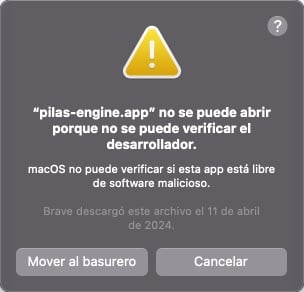 ?
“pilas-engine.app” no se puede abrir
porque no se puede verificar el
desarrollador.
macOS no puede verificar si esta app está libre
de software malicioso.
Brave descargó este archivo el 11 de abril
de 2024.
Mover al basurero
Cancelar